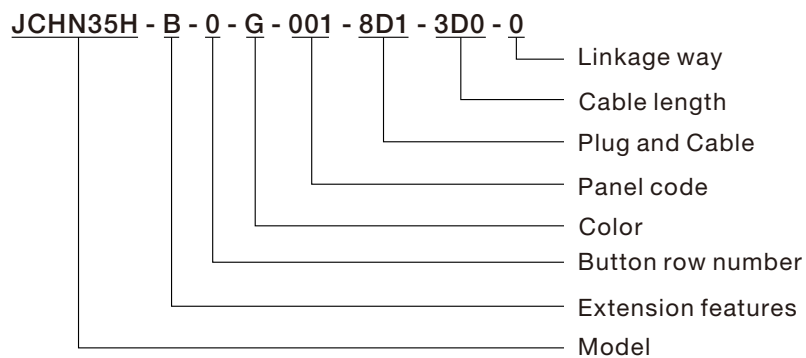 JCHN35H - B - 0 - G - 001 - 8D1 - 3D0 - 0
Linkage way
Cable length
Plug and Cable
Panel code
Color
Button row number
Extension features
Model